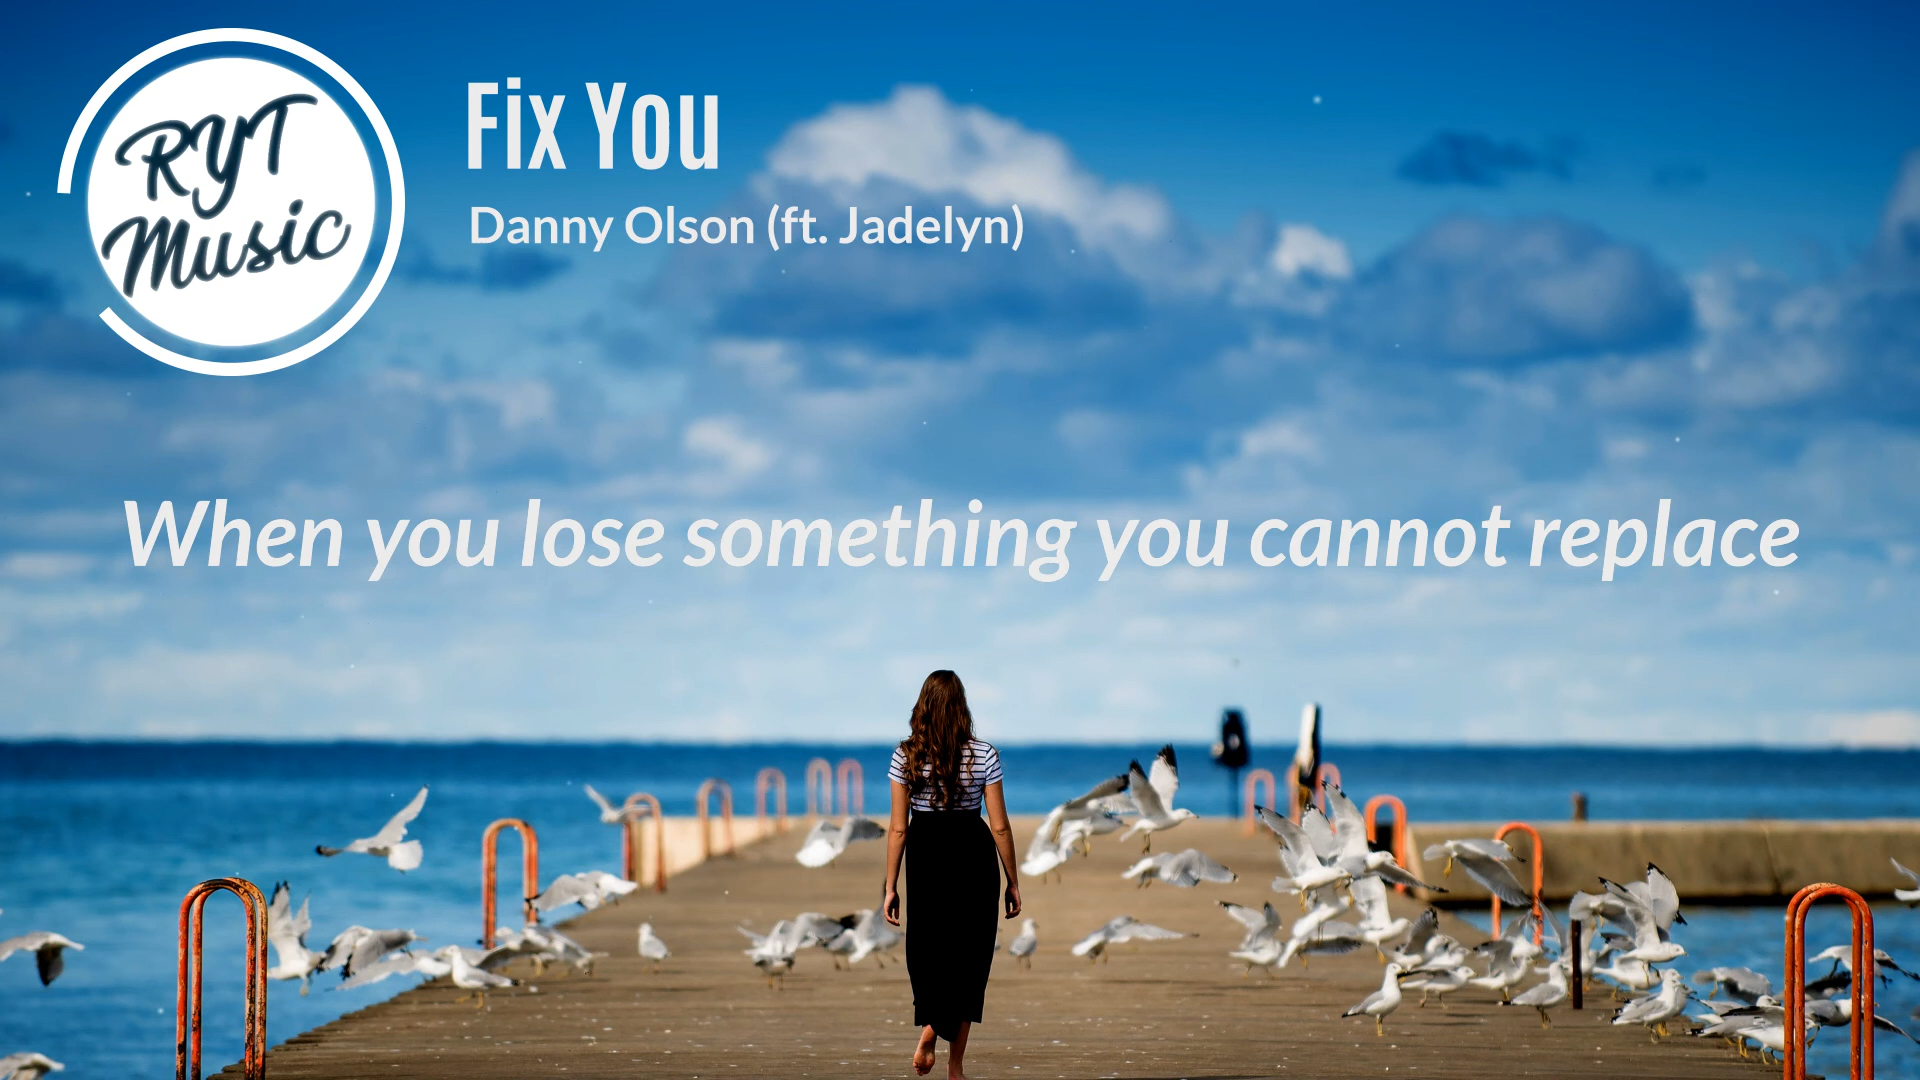 RYT
Music
Fix You
Danny Olson (ft. Jadelyn)
When you lose something you cannot replace